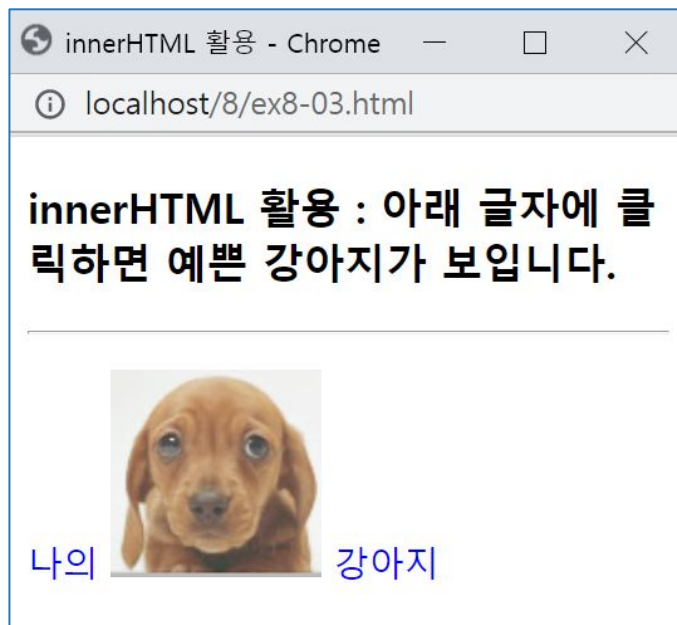 innerHTML 활용 - Chrome
localhost/8/ex8-03.html
innerHTML 활용 : 아래 글자에 클
릭하면 예쁜 강아지가 보입니다.
나의 강아지